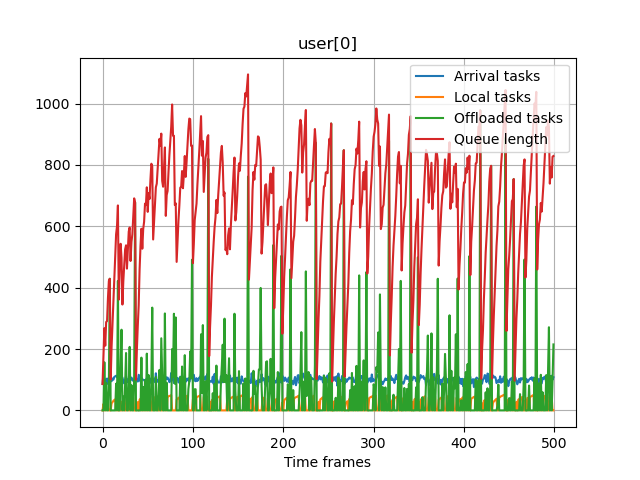 user[0]
Arrival tasks
Local tasks
Offloaded tasks
Queue length
1000
800
600
400
200
0
0 100 200 300 400 500
Time frames